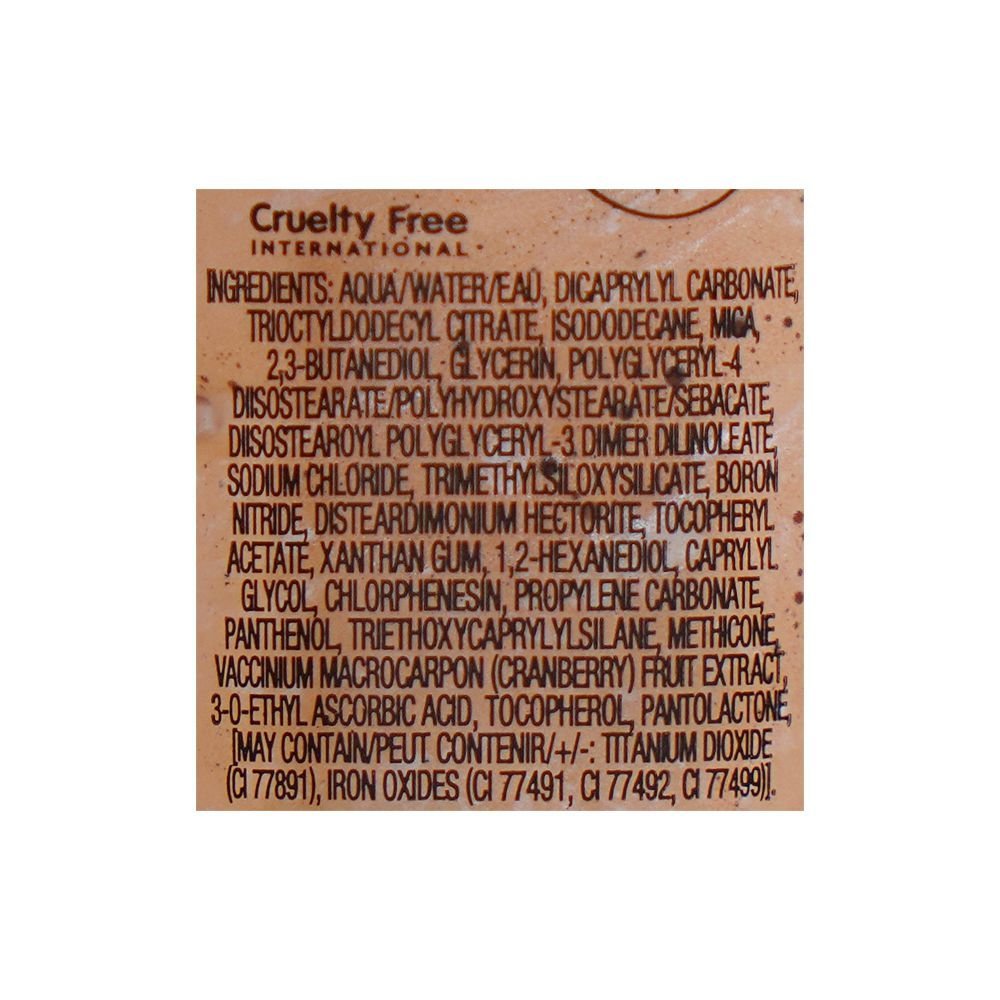 Cruelty Free
INTERNATIONAL
INGREDIENTS: AQUA/WATER/EAU, DICAPRYLYL CARBONATE,
TRIOCTYLDODECYL CITRATE, ISODODECANE, MICA,
2,3-BUTANEDIOL, GLYCERIN, POLYGLYCERYL-4
DIISOSTEARATE/POLYHYDROXYSTEARATE/SEBACATE,
DIISOSTEAROYL POLYGLYCERYL-3 DIMER DILINOLEATE,
SODIUM CHLORIDE, TRIMETHYLSILOXYSILICATE, BORON
NITRIDE, DISTEARDIMONIUM HECTORITE, TOCOPHERYL
ACETATE, XANTHAN GUM, 1,2-HEXANEDIOL, CAPRYLYL
GLYCOL, CHLORPHENESIN, PROPYLENE CARBONATE,
PANTHENOL, TRIETHOXYCAPRYLYLSILANE, METHICONE,
VACCINIUM MACROCARPON (CRANBERRY) FRUIT EXTRACT,
3-O-ETHYL ASCORBIC ACID, TOCOPHEROL, PANTOLACTONE,
[MAY CONTAIN/PEUT CONTENIR/+/-: TITANIUM DIOXIDE
(CI 77891), IRON OXIDES (CI 77491, CI 77492, CI 77499)].